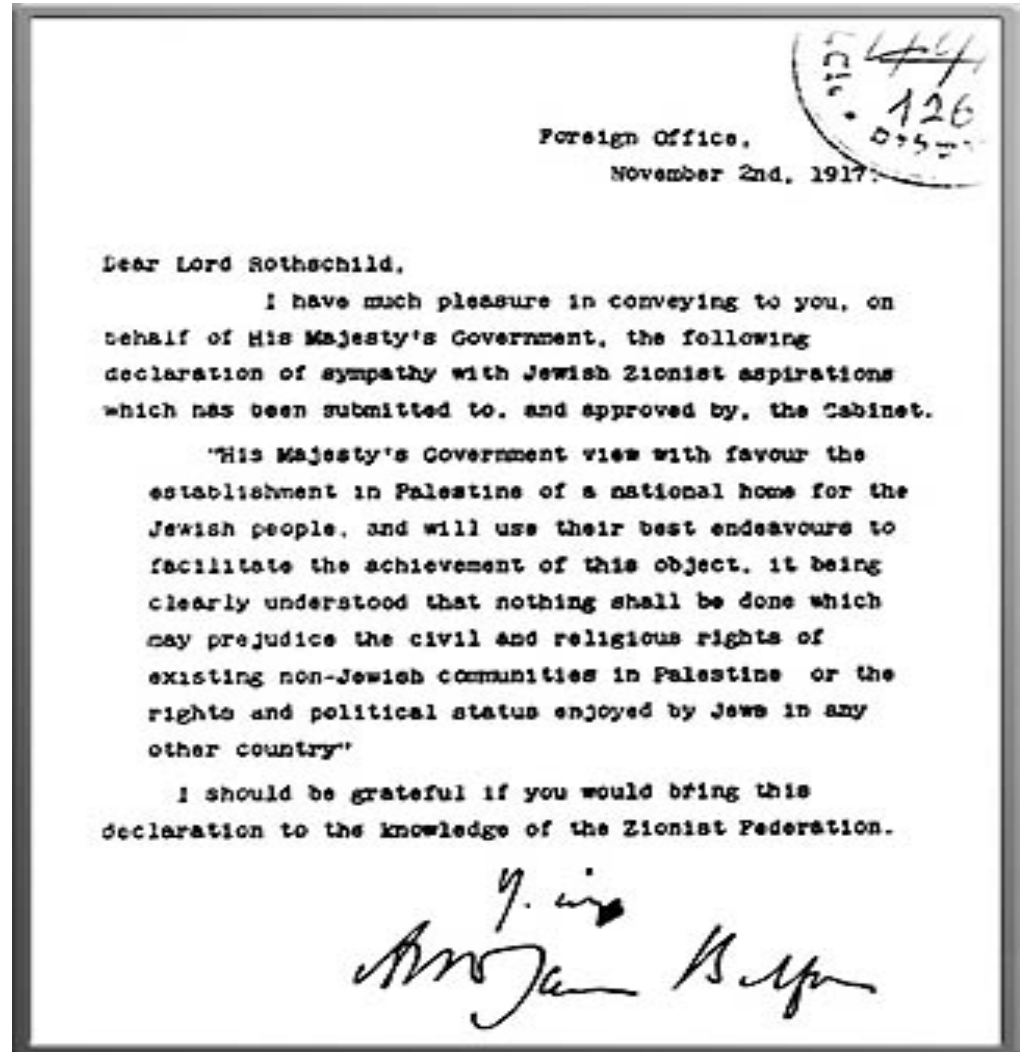 126
Foreign Office,
November 2nd, 1917.
Dear Lord Rothschild,
I have much pleasure in conveying to you, on
behalf of His Majesty's Government, the following
declaration of sympathy with Jewish Zionist aspirations
which has been submitted to, and approved by, the Cabinet.
"His Majesty's Government view with favour the
establishment in Palestine of a national home for the
Jewish people, and will use their best endeavours to
facilitate the achievement of this object, it being
clearly understood that nothing shall be done which
may prejudice the civil and religious rights of
existing non-Jewish communities in Palestine or the
rights and political status enjoyed by Jews in any
other country"
I should be grateful if you would bring this
declaration to the knowledge of the Zionist Federation.
Arthur James Balfour